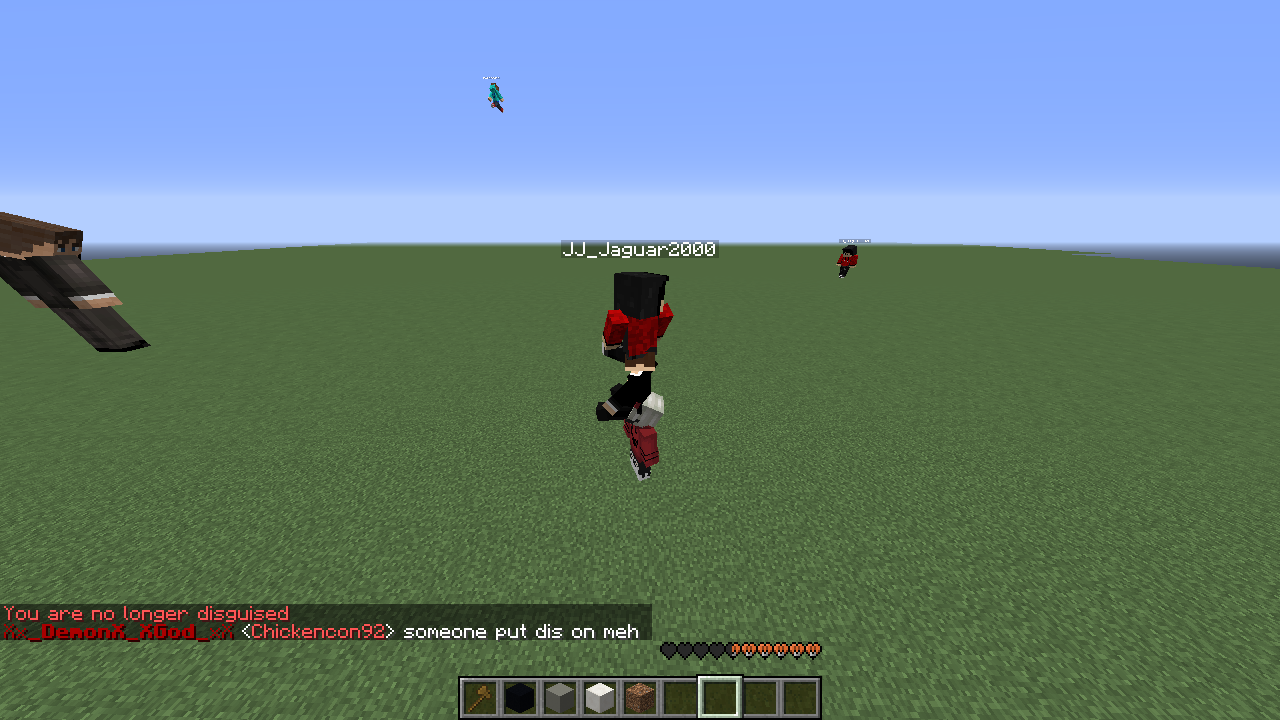 JJ_Jaguar2000
You are no longer disguised
Xx_DemonX_XGod_xX <Chickencon92> someone put dis on meh